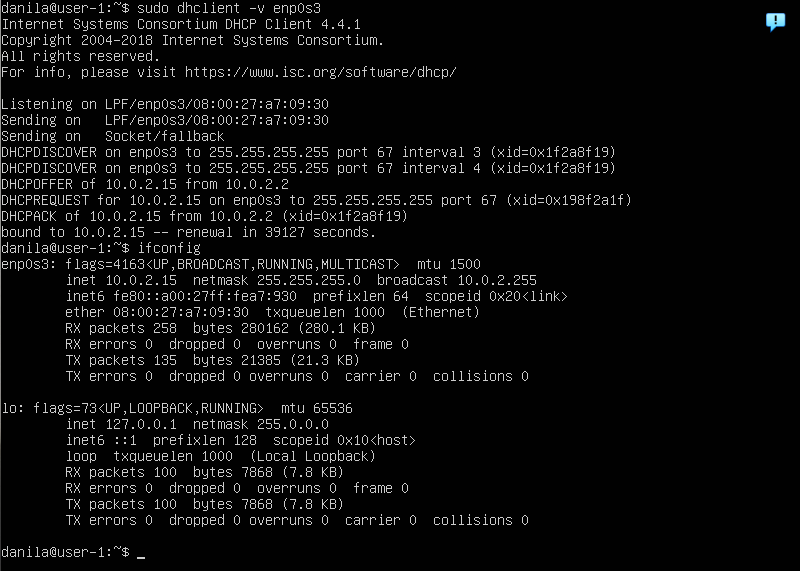 danila@user-1:~$ sudo dhclient -v enp0s3
Internet Systems Consortium DHCP Client 4.4.1
Copyright 2004-2018 Internet Systems Consortium.
All rights reserved.
For info, please visit https://www.isc.org/software/dhcp/

Listening on LPF/enp0s3/08:00:27:a7:09:30
Sending on   LPF/enp0s3/08:00:27:a7:09:30
Sending on   Socket/fallback
DHCPDISCOVER on enp0s3 to 255.255.255.255 port 67 interval 3 (xid=0x1f2a8f19)
DHCPDISCOVER on enp0s3 to 255.255.255.255 port 67 interval 4 (xid=0x1f2a8f19)
DHCPOFFER of 10.0.2.15 from 10.0.2.2
DHCPREQUEST for 10.0.2.15 on enp0s3 to 255.255.255.255 port 67 (xid=0x198f2a1f)
DHCPACK of 10.0.2.15 from 10.0.2.2 (xid=0x1f2a8f19)
bound to 10.0.2.15 -- renewal in 39127 seconds.
danila@user-1:~$ ifconfig
enp0s3: flags=4163<UP,BROADCAST,RUNNING,MULTICAST>  mtu 1500
        inet 10.0.2.15  netmask 255.255.255.0  broadcast 10.0.2.255
        inet6 fe80::a00:27ff:fea7:930  prefixlen 64  scopeid 0x20<link>
        ether 08:00:27:a7:09:30  txqueuelen 1000  (Ethernet)
        RX packets 258  bytes 280162 (280.1 KB)
        RX errors 0  dropped 0  overruns 0  frame 0
        TX packets 135  bytes 21385 (21.3 KB)
        TX errors 0  dropped 0 overruns 0  carrier 0  collisions 0

lo: flags=73<UP,LOOPBACK,RUNNING>  mtu 65536
        inet 127.0.0.1  netmask 255.0.0.0
        inet6 ::1  prefixlen 128  scopeid 0x10<host>
        loop  txqueuelen 1000  (Local Loopback)
        RX packets 100  bytes 7868 (7.8 KB)
        RX errors 0  dropped 0  overruns 0  frame 0
        TX packets 100  bytes 7868 (7.8 KB)
        TX errors 0  dropped 0 overruns 0  carrier 0  collisions 0

danila@user-1:~$ _